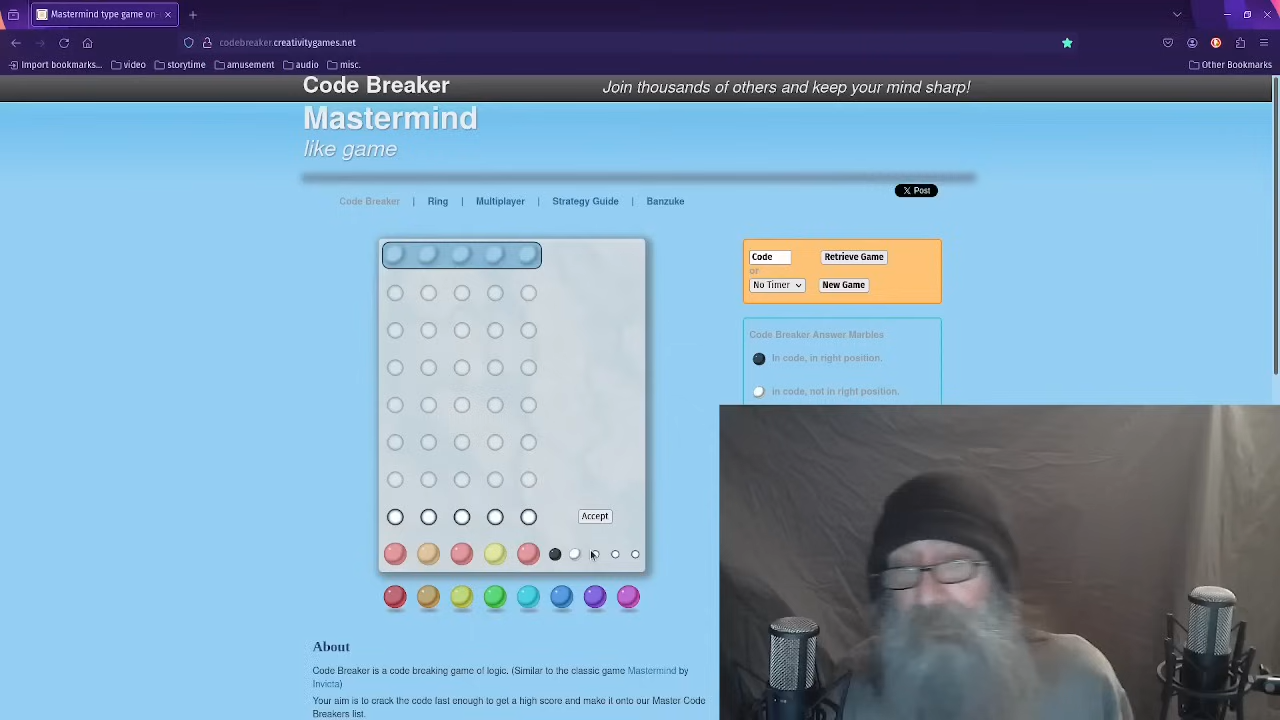 Mastermind type game on
codebreaker.creativitygames.net
Import bookmarks...
video
storytime
amusement
audio
misc.
Other Bookmarks
Code Breaker
Join thousands of others and keep your mind sharp!
Mastermind
like game
X Post
Code Breaker | Ring | Multiplayer | Strategy Guide | Banzuke
Code
Retrieve Game
or
No Timer
New Game
Code Breaker Answer Marbles
In code, in right position.
in code, not in right position.
Accept
About
Code Breaker is a code breaking game of logic. (Similar to the classic game Mastermind by
Invicta)
Your aim is to crack the code fast enough to get a high score and make it onto our Master Code
Breakers list.